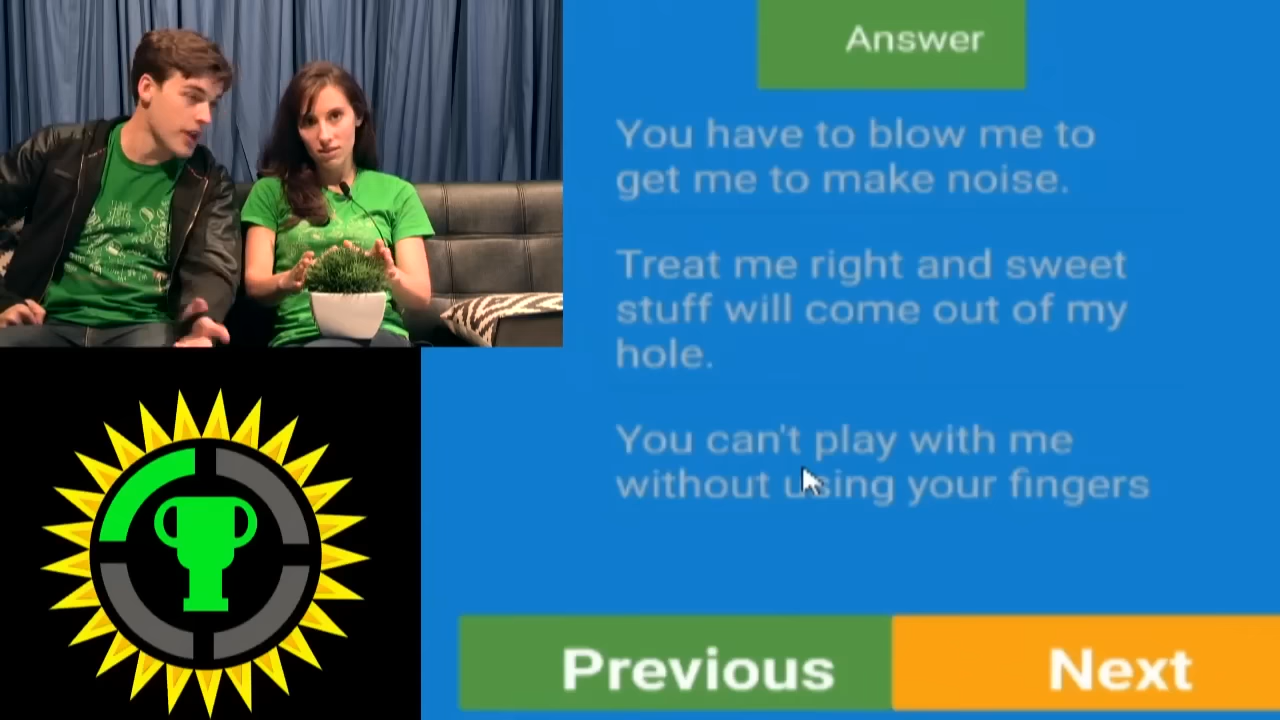 Answer
You have to blow me to
get me to make noise.
Treat me right and sweet
stuff will come out of my
hole.
You can't play with me
without using your fingers
Previous
Next